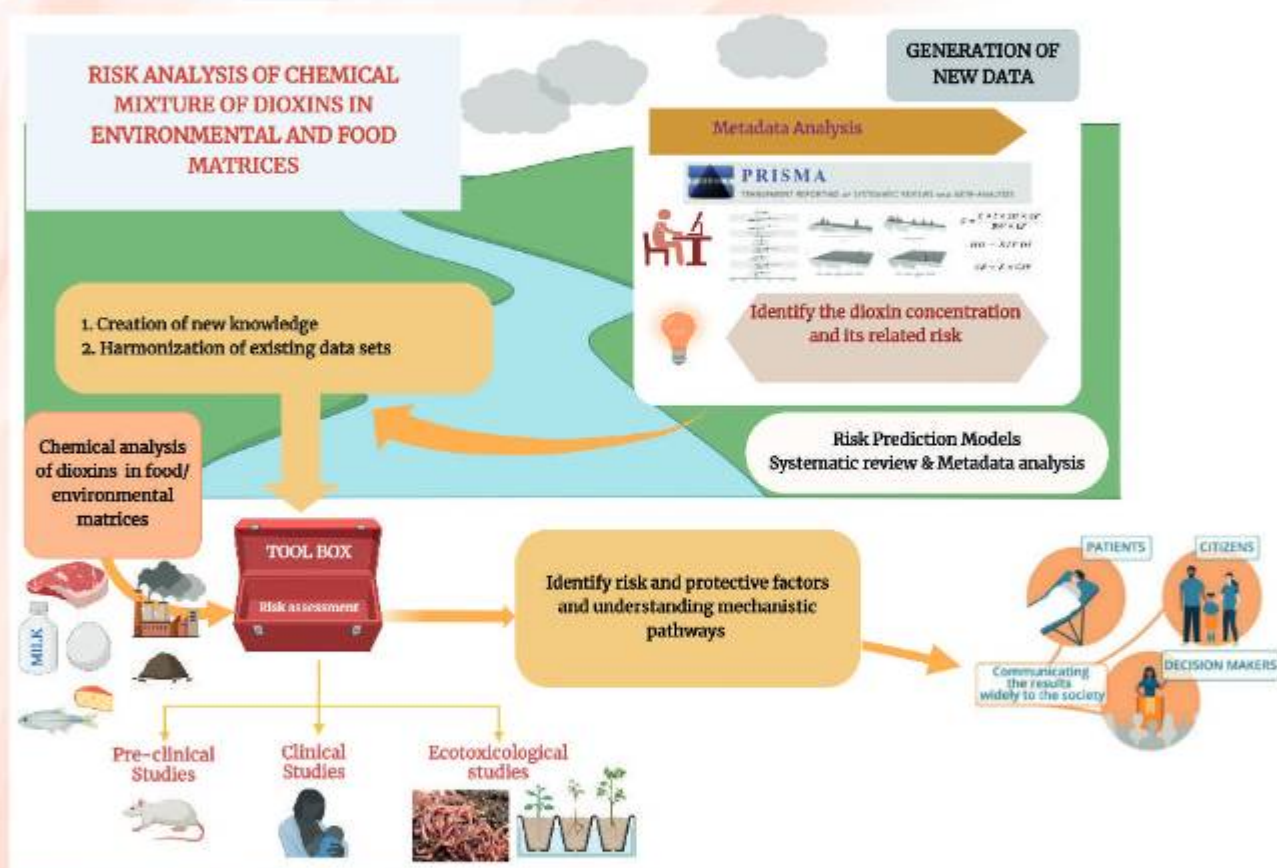 RISK ANALYSIS OF CHEMICAL
MIXTURE OF DIOXINS IN
ENVIRONMENTAL AND FOOD
MATRICES
GENERATION OF
NEW DATA
Metadata Analysis
PRISMA
TRANSPARENT REPORTING of SYSTEMATIC REVIEWS and META-ANALYSES
Identify the dioxin concentration
and its related risk
1. Creation of new knowledge
2. Harmonization of existing data sets
Risk Prediction Models
Systematic review & Metadata analysis
Chemical analysis
of dioxins in food/
environmental
matrices
MILK
TOOL BOX
Risk assessment
Identify risk and protective factors
and understanding mechanistic
pathways
PATIENTS
CITIZENS
DECISION MAKERS
Communicating
the results
widely to the society
Pre-clinical
Studies
Clinical
Studies
Ecotoxicological
studies